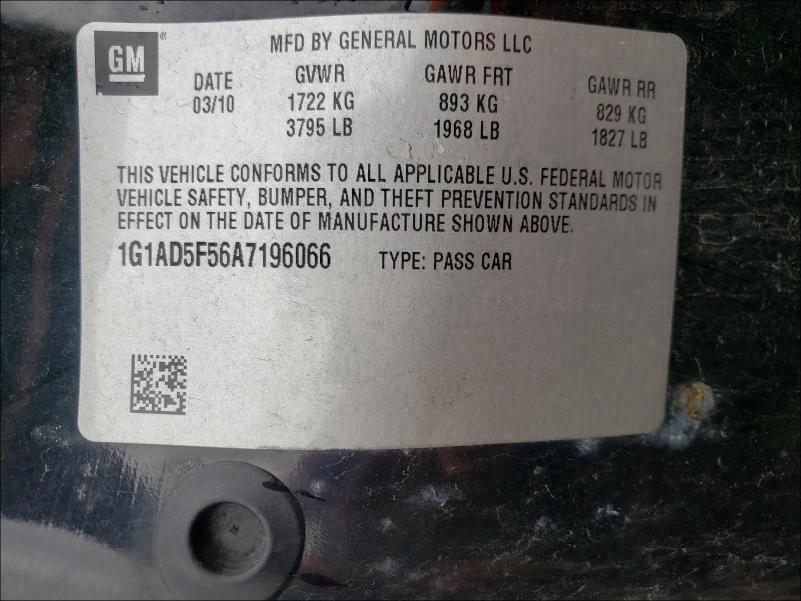 GM ®
MFD BY GENERAL MOTORS LLC
DATE GVWR GAWR FRT GAWR RR
03/10 1722 KG 893 KG 829 KG
3795 LB 1968 LB 1827 LB
THIS VEHICLE CONFORMS TO ALL APPLICABLE U.S. FEDERAL MOTOR
VEHICLE SAFETY, BUMPER, AND THEFT PREVENTION STANDARDS IN
EFFECT ON THE DATE OF MANUFACTURE SHOWN ABOVE.
1G1AD5F56A7196066 TYPE: PASS CAR